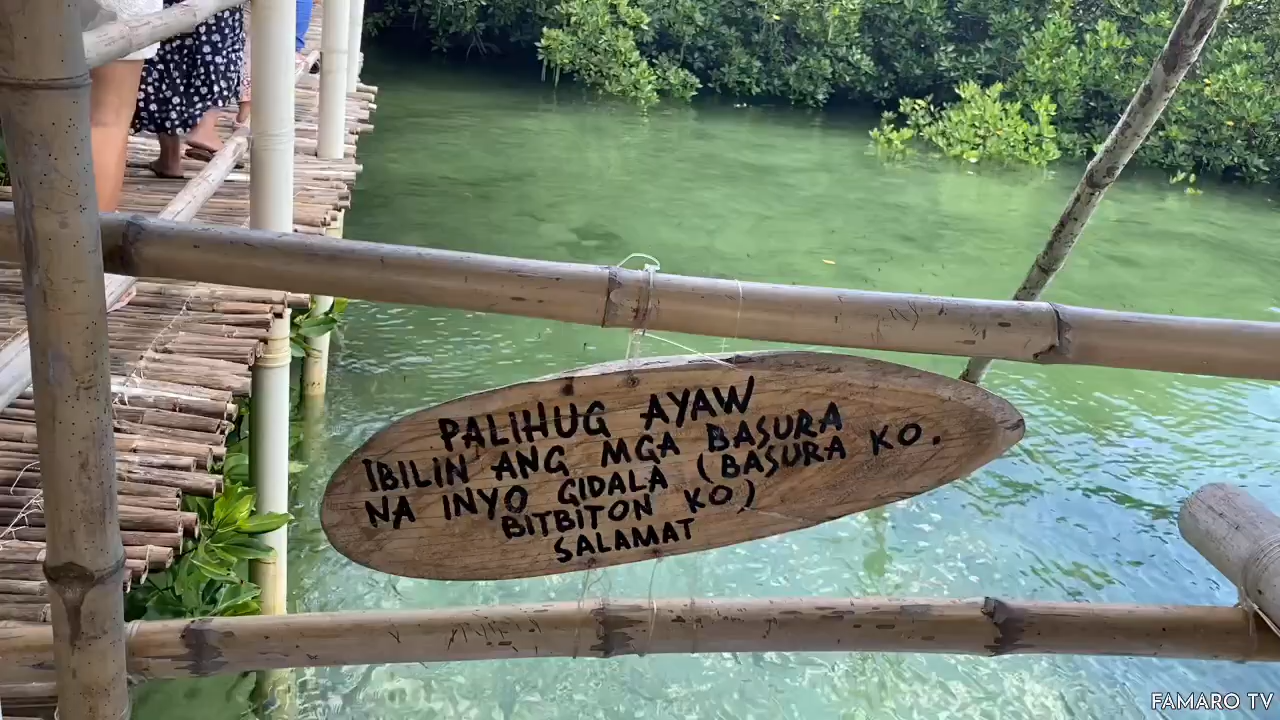 PALIHUG AYAW
IBILIN ANG MGA BASURA
NA INYO GIDALA (BASURA KO.
BITBITON KO)
SALAMAT
FAMARO TV